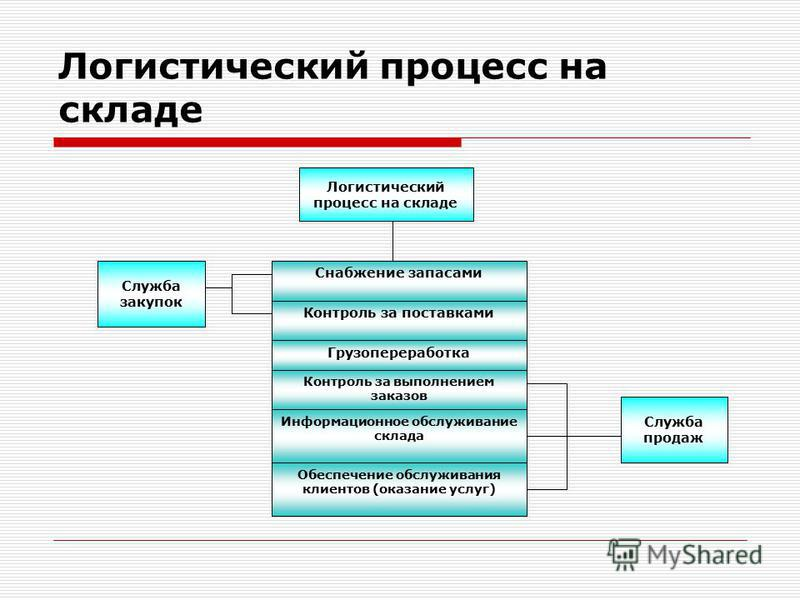 Логистический процесс на
складе
Логистический
процесс на складе
Служба
закупок
Снабжение запасами
Контроль за поставками
Грузопереработка
Контроль за выполнением
заказов
Информационное обслуживание
склада
Обеспечение обслуживания
клиентов (оказание услуг)
Служба
продаж
MyShared